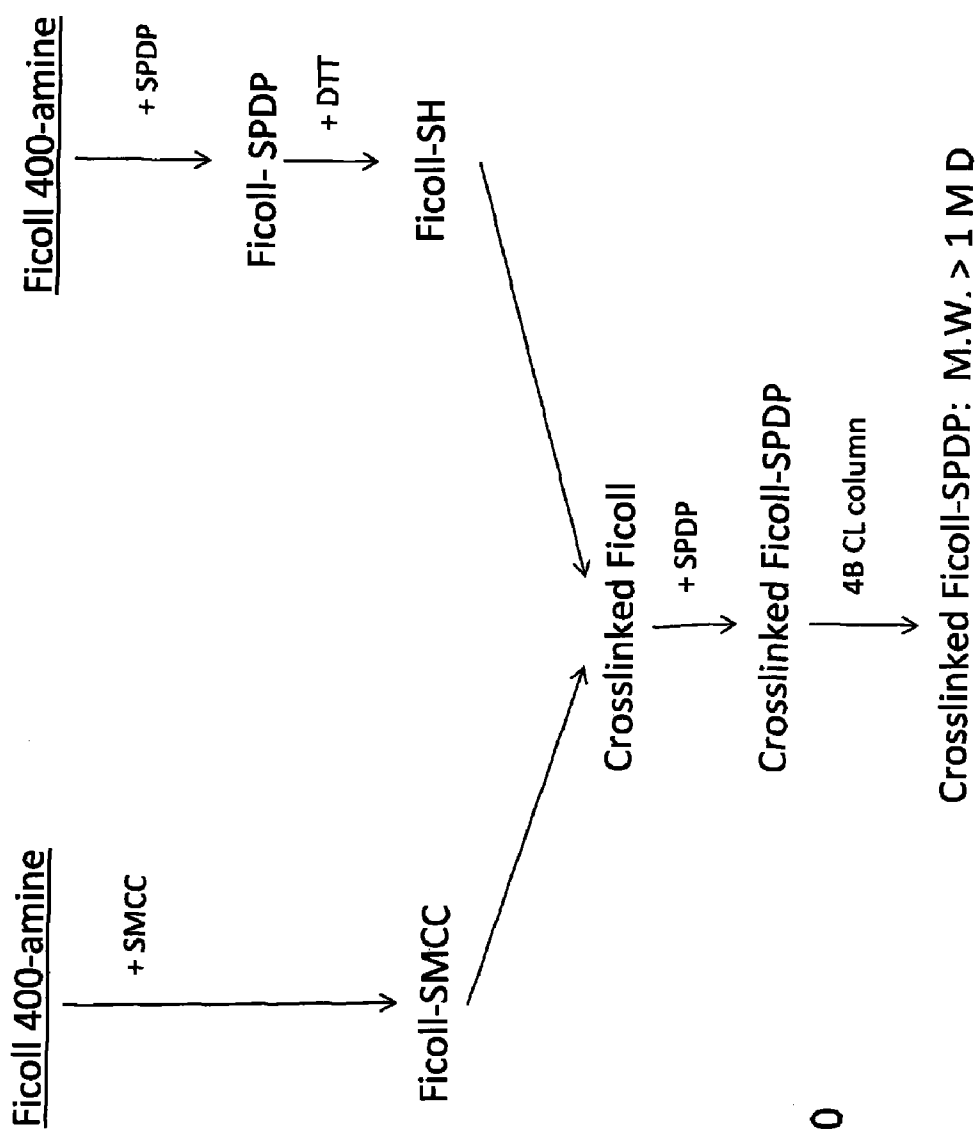 Ficoll 400-amine
+ SMCC
Ficoll-SMCC
Ficoll 400-amine
+ SPDP
Ficoll- SPDP
+ DTT
Ficoll-SH
Crosslinked Ficoll
+ SPDP
Crosslinked Ficoll-SPDP
4B CL column
Crosslinked Ficoll-SPDP: M.W. > 1 M D
0